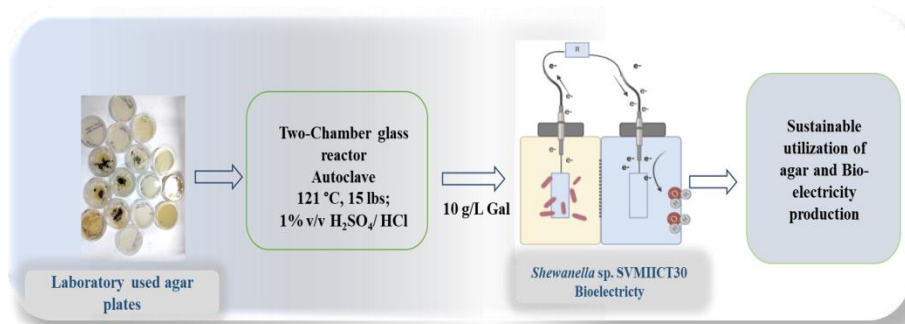 Laboratory used agar
plates
Two-Chamber glass
reactor
Autoclave
121 °C, 15 lbs;
1% v/v H₂SO₄/ HCl
10 g/L Gal
R
e-
e-
e-
e-
e-
e-
e-
e-
e-
Shewanella sp. SVMIICT30
Bioelectricty
Sustainable
utilization of
agar and Bio-
electricity
production